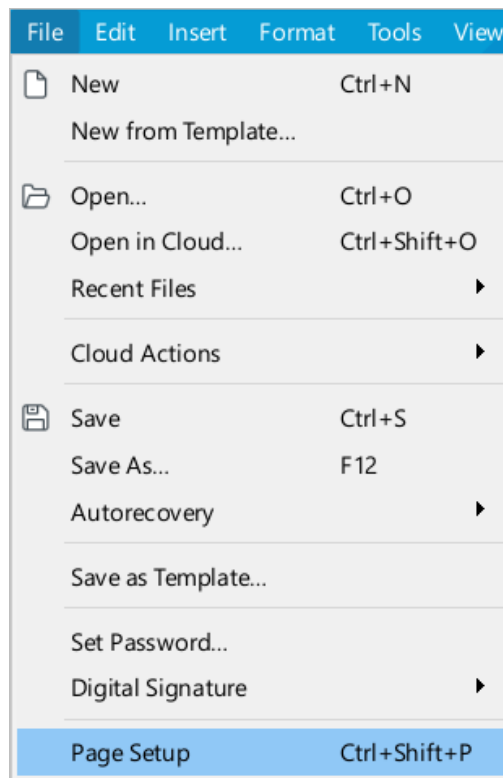 File Edit Insert Format Tools View
New Ctrl+N
New from Template...
Open... Ctrl+O
Open in Cloud... Ctrl+Shift+O
Recent Files
Cloud Actions
Save Ctrl+S
Save As... F12
Autorecovery
Save as Template...
Set Password...
Digital Signature
Page Setup Ctrl+Shift+P